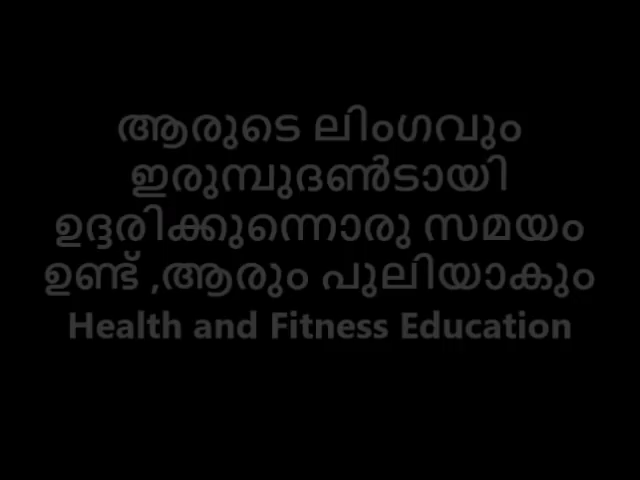 ആരുടെ ലിംഗവും
ഇരുമ്പുദൺടായി
ഉദ്ദരിക്കുന്നൊരു സമയം
ഉണ്ട് ,ആരും പുലിയാകും
Health and Fitness Education